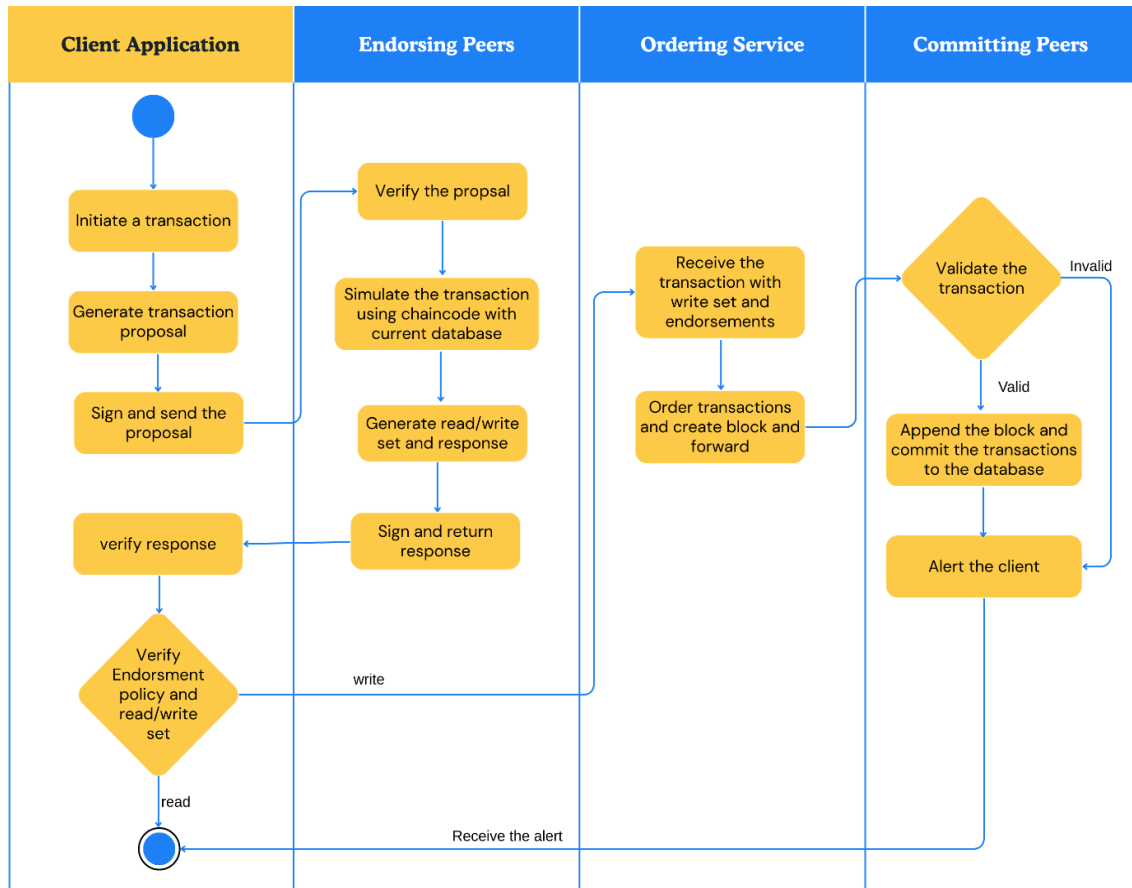 Client Application
Endorsing Peers
Ordering Service
Committing Peers
Initiate a transaction
Generate transaction
proposal
Sign and send the
proposal
verify response
Verify
Endorsment
policy and
read/write
set
read
Verify the propsal
Simulate the transaction
using chaincode with
current database
Generate read/write
set and response
Sign and return
response
write
Receive the
transaction with
write set and
endorsements
Order transactions
and create block and
forward
Validate the
transaction
Invalid
Valid
Append the block and
commit the transactions
to the database
Alert the client
Receive the alert